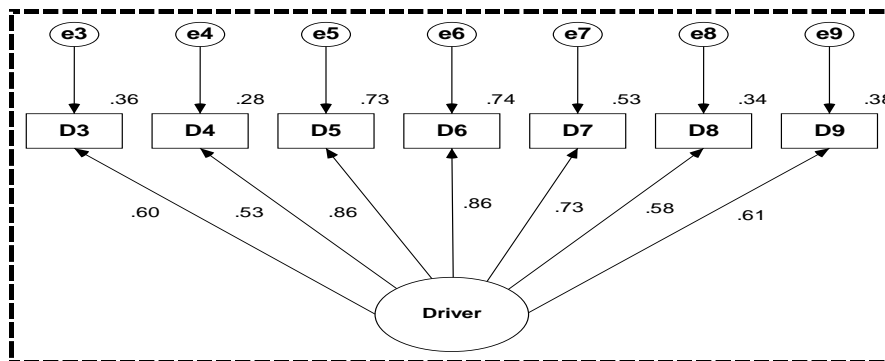 e3 e4 e5 e6 e7 e8 e9
.36 .28 .73 .74 .53 .34 .38
D3 D4 D5 D6 D7 D8 D9
.60 .53 .86 .86 .73 .58 .61
Driver